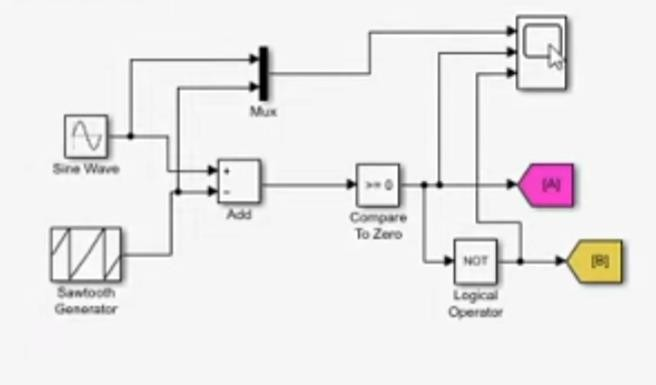 Mux
Sine Wave
+
−
Add
>= 0
Compare
To Zero
[A]
Sawtooth
Generator
NOT
Logical
Operator
[B]